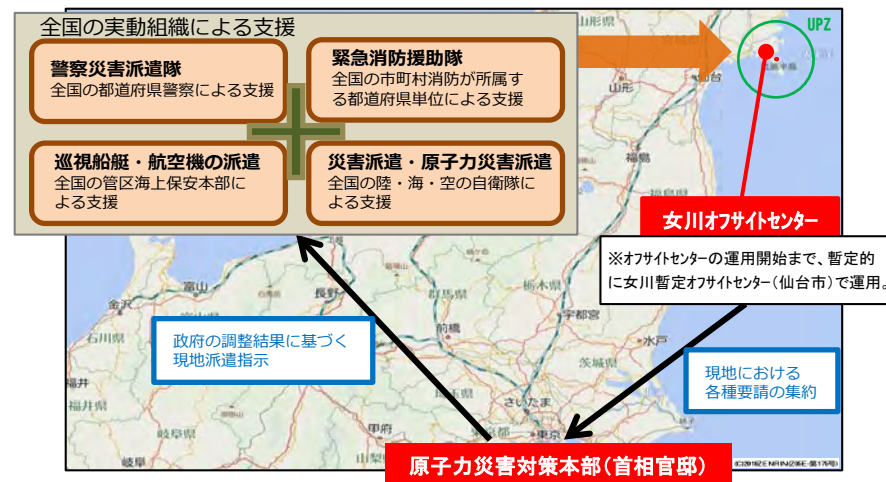 全国の実動組織による支援
警察災害派遣隊
全国の都道府県警察による支援
緊急消防援助隊
全国の市町村消防が所属す
る都道府県単位による支援
巡視船艇・航空機の派遣
全国の管区海上保安本部に
よる支援
災害派遣・原子力災害派遣
全国の陸・海・空の自衛隊に
よる支援
UPZ
山形県
山形
福島
女川オフサイトセンター
※オフサイトセンターの運用開始まで、暫定的
に女川暫定オフサイトセンター(仙台市)で運用。
富山
金沢
長野
群馬県
栃木県
宇都宮
前橋
水戸
石川県
茨城県
政府の調整結果に基づく
現地派遣指示
現地における
各種要請の集約
福井
福井県
埼玉県
さいたま
岐阜県
甲府
東京
岐阜
原子力災害対策本部(首相官邸)